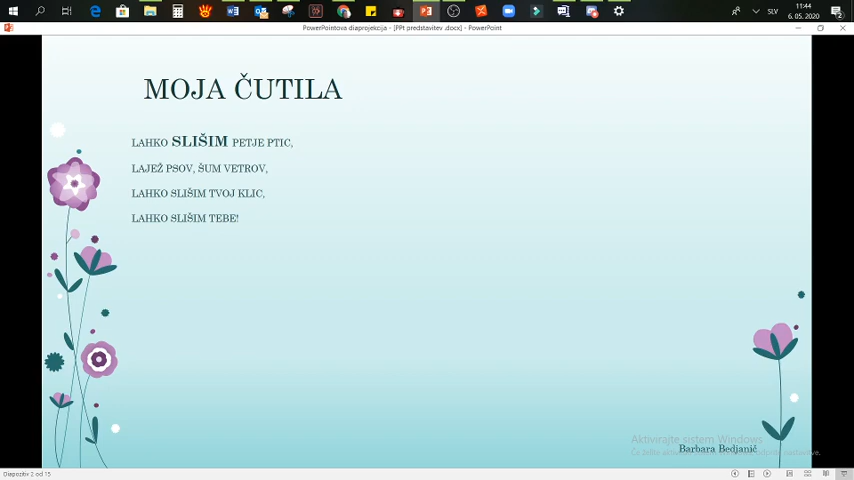 SLV
11:44
6. 05. 2020
PowerPointova diaprojekcija - [PPt predstavitev .docx] - PowerPoint
MOJA ČUTILA
LAHKO SLIŠIM PETJE PTIC,
LAJEŽ PSOV, ŠUM VETROV,
LAHKO SLIŠIM TVOJ KLIC,
LAHKO SLIŠIM TEBE!
Aktivirajte sistem Windows
Barbara Bedjanič
Diapozitiv 2 od 15